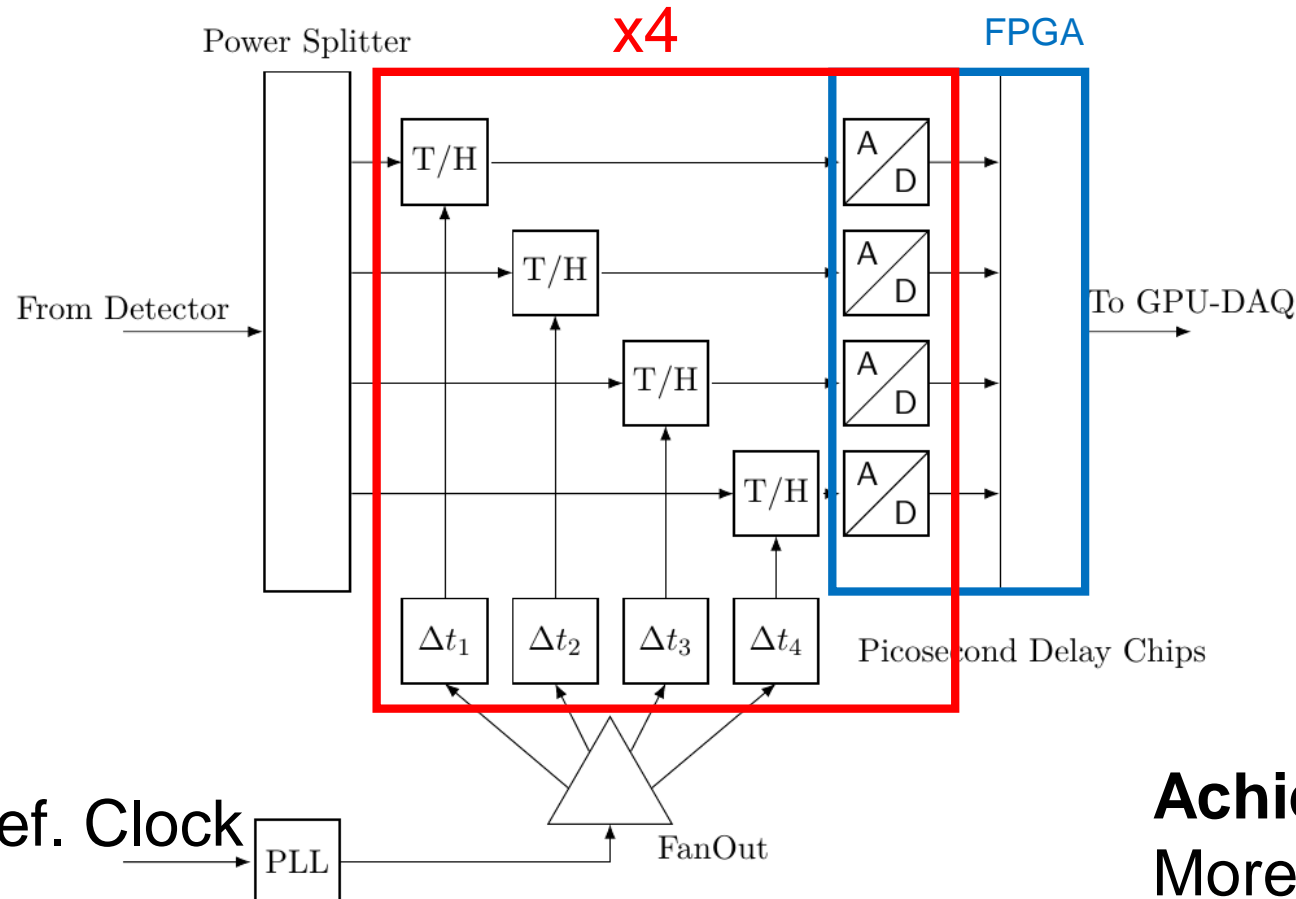 x4
FPGA
Power Splitter
T/H
A
D
T/H
A
D
From Detector
To GPU-DAQ
T/H
A
D
T/H
A
D
Δt₁
Δt₂
Δt₃
Δt₄
Picosecond Delay Chips
ef. Clock
PLL
FanOut
Achie
More